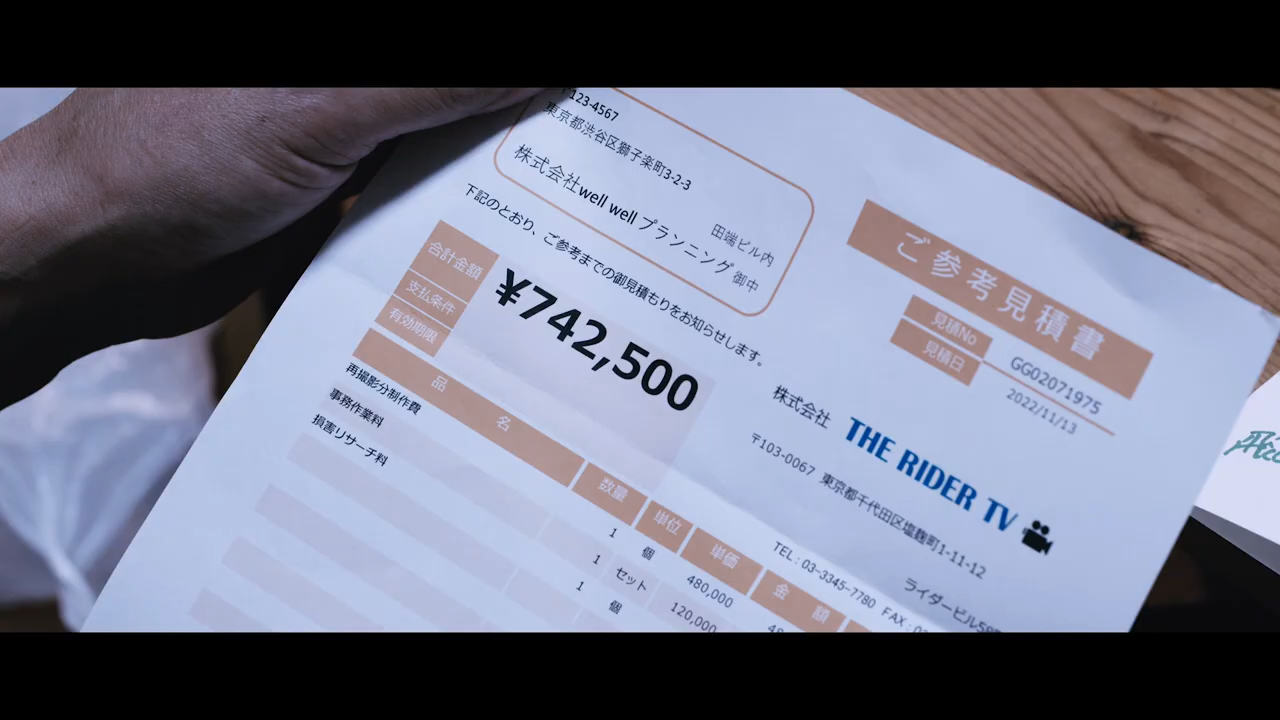 〒123-4567
東京都渋谷区獅子楽町3-2-3
田端ビル内
株式会社well well プランニング 御中
ご参考見積書
見積No GG02071975
見積日 2022/11/13
下記のとおり、ご参考までの御見積もりをお知らせします。
合計金額 ¥742,500
支払条件
有効期限
株式会社 THE RIDER TV
〒103-0067 東京都千代田区塩麹町1-11-12
ライダービル5
TEL : 03-3345-7780 FAX : 0
品 名 数量 単位 単価 金 額
再撮影分制作費 1 個 480,000 48
事務作業料 1 セット 120,000
損害リサーチ料 1 個